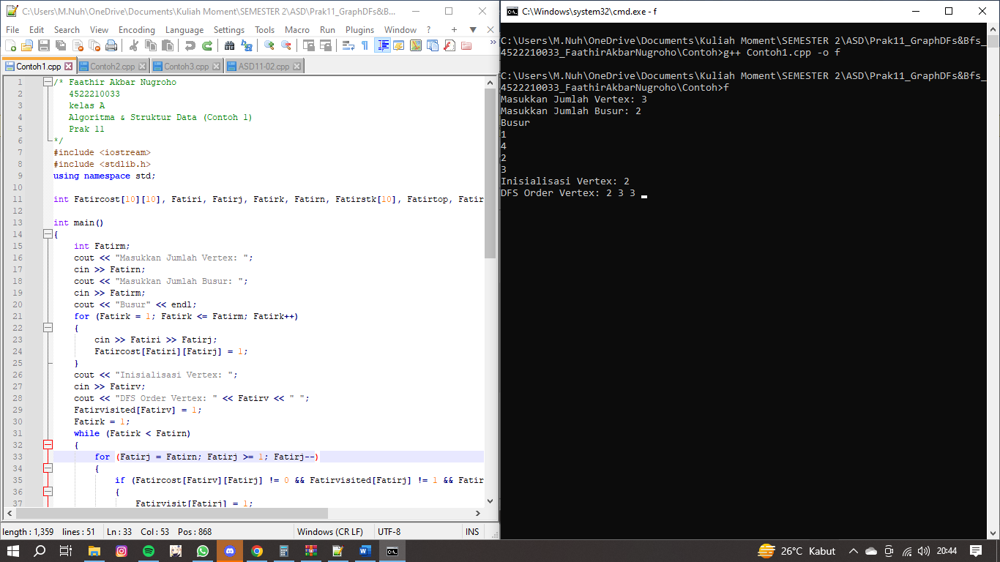 C:\Users\M.Nuh\OneDrive\Documents\Kuliah Moment\SEMESTER 2\ASD\Prak11_GraphDFs&B...
File Edit Search View Encoding Language Settings Tools Macro Run Plugins Window ? + ▼ X
Contoh1.cpp Contoh2.cpp Contoh3.cpp ASD11-02.cpp
1 /* Faathir Akbar Nugroho
2 4522210033
3 kelas A
4 Algoritma & Struktur Data (Contoh 1)
5 Prak 11
6 */
7 #include <iostream>
8 #include <stdlib.h>
9 using namespace std;
10
11 int Fatircost[10][10], Fatiri, Fatirj, Fatirk, Fatirn, Fatirstk[10], Fatirtop, Fatir
12
13 int main()
14 {
15 int Fatirm;
16 cout << "Masukkan Jumlah Vertex: ";
17 cin >> Fatirn;
18 cout << "Masukkan Jumlah Busur: ";
19 cin >> Fatirm;
20 cout << "Busur" << endl;
21 for (Fatirk = 1; Fatirk <= Fatirm; Fatirk++)
22 {
23 cin >> Fatiri >> Fatirj;
24 Fatircost[Fatiri][Fatirj] = 1;
25 }
26 cout << "Inisialisasi Vertex: ";
27 cin >> Fatirv;
28 cout << "DFS Order Vertex: " << Fatirv << " ";
29 Fatirvisited[Fatirv] = 1;
30 Fatirk = 1;
31 while (Fatirk < Fatirn)
32 {
33 for (Fatirj = Fatirn; Fatirj >= 1; Fatirj--)
34 {
35 if (Fatircost[Fatirv][Fatirj] != 0 && Fatirvisited[Fatirj] != 1 && Fatir
36 {
37 Fatirvisit[Fatirj] = 1;
length : 1,359 lines : 51 Ln : 33 Col : 53 Pos : 868 Windows (CR LF) UTF-8 INS
C:\Windows\system32\cmd.exe - f
C:\Users\M.Nuh\OneDrive\Documents\Kuliah Moment\SEMESTER 2\ASD\Prak11_GraphDFs&Bfs_
4522210033_FaathirAkbarNugroho\Contoh>g++ Contoh1.cpp -o f
C:\Users\M.Nuh\OneDrive\Documents\Kuliah Moment\SEMESTER 2\ASD\Prak11_GraphDFs&Bfs_
4522210033_FaathirAkbarNugroho\Contoh>f
Masukkan Jumlah Vertex: 3
Masukkan Jumlah Busur: 2
Busur
1
4
2
3
Inisialisasi Vertex: 2
DFS Order Vertex: 2 3 3
26°C Kabut 20:44